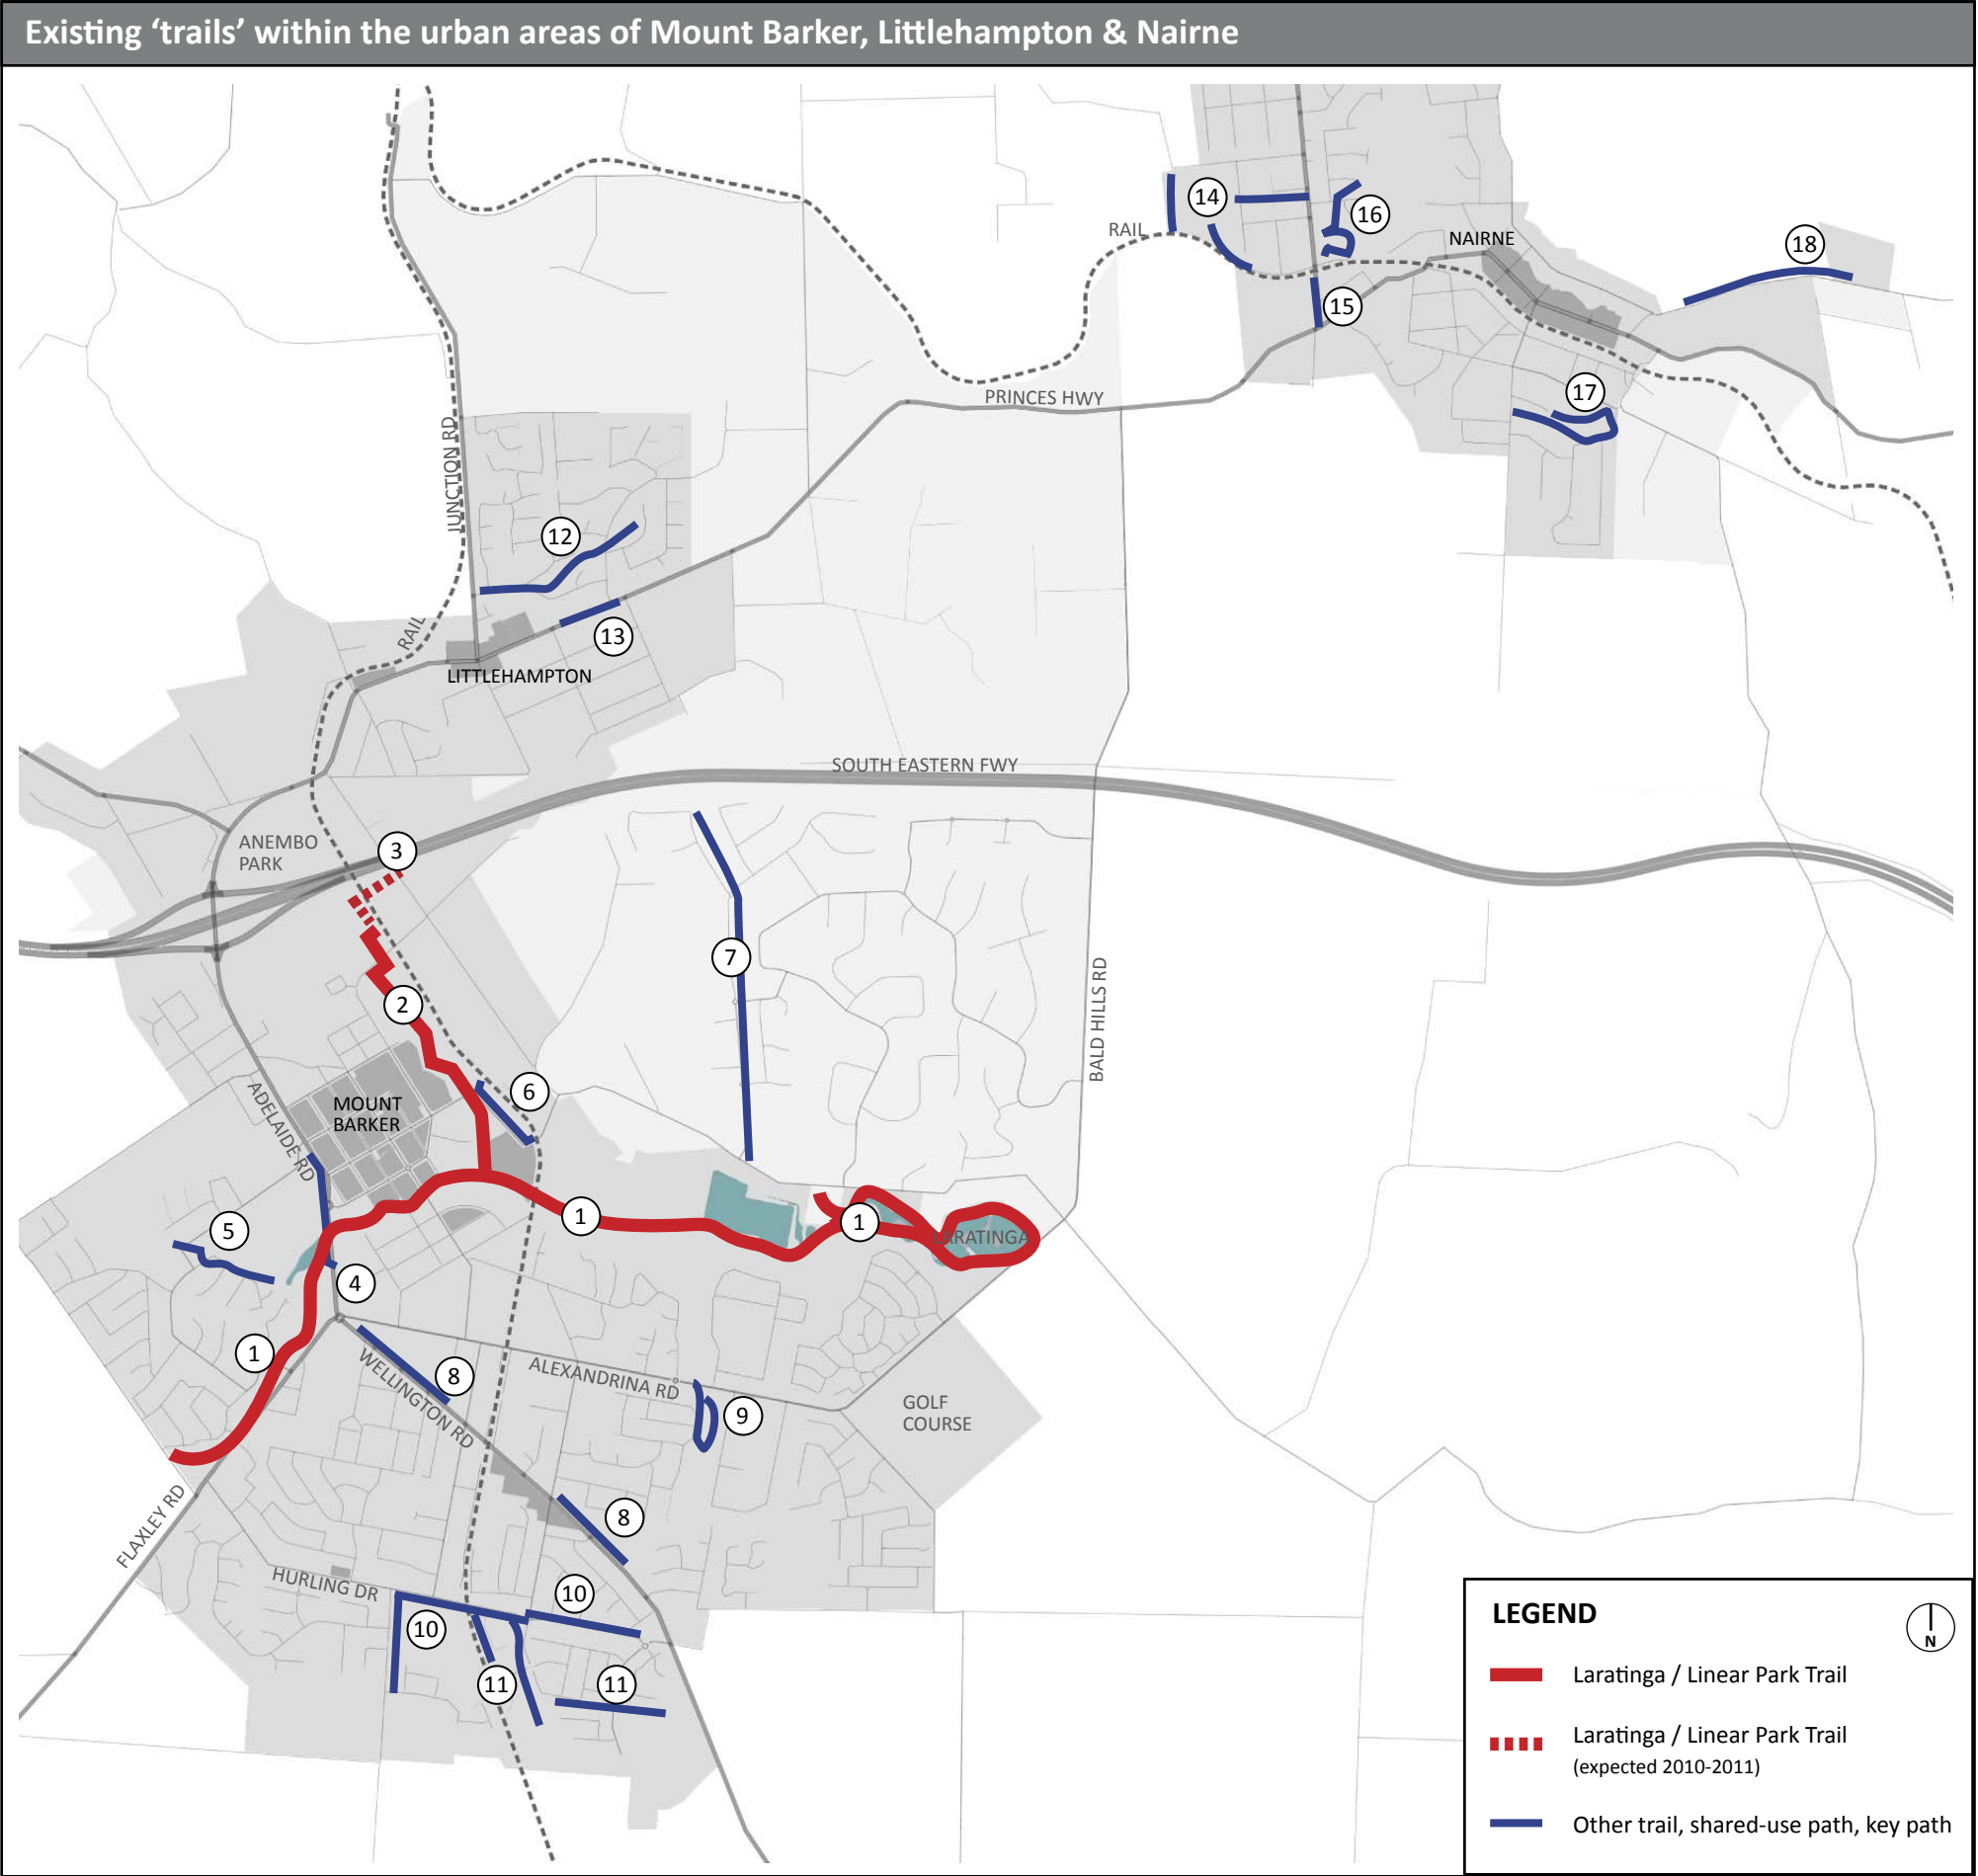 Existing ‘trails’ within the urban areas of Mount Barker, Littlehampton & Nairne
14
16
RAIL
NAIRNE
18
15
17
PRINCES HWY
JUNCTION RD
12
13
RAIL
LITTLEHAMPTON
SOUTH EASTERN FWY
ANEMBO
PARK
3
7
2
BALD HILLS RD
6
MOUNT
BARKER
ADELAIDE RD
5
1
1
LARATINGA
4
1
8
WELLINGTON RD
ALEXANDRINA RD
9
GOLF
COURSE
FLAXLEY RD
8
HURLING DR
10
10
11
11
LEGEND
N
Laratinga / Linear Park Trail
Laratinga / Linear Park Trail
(expected 2010-2011)
Other trail, shared-use path, key path